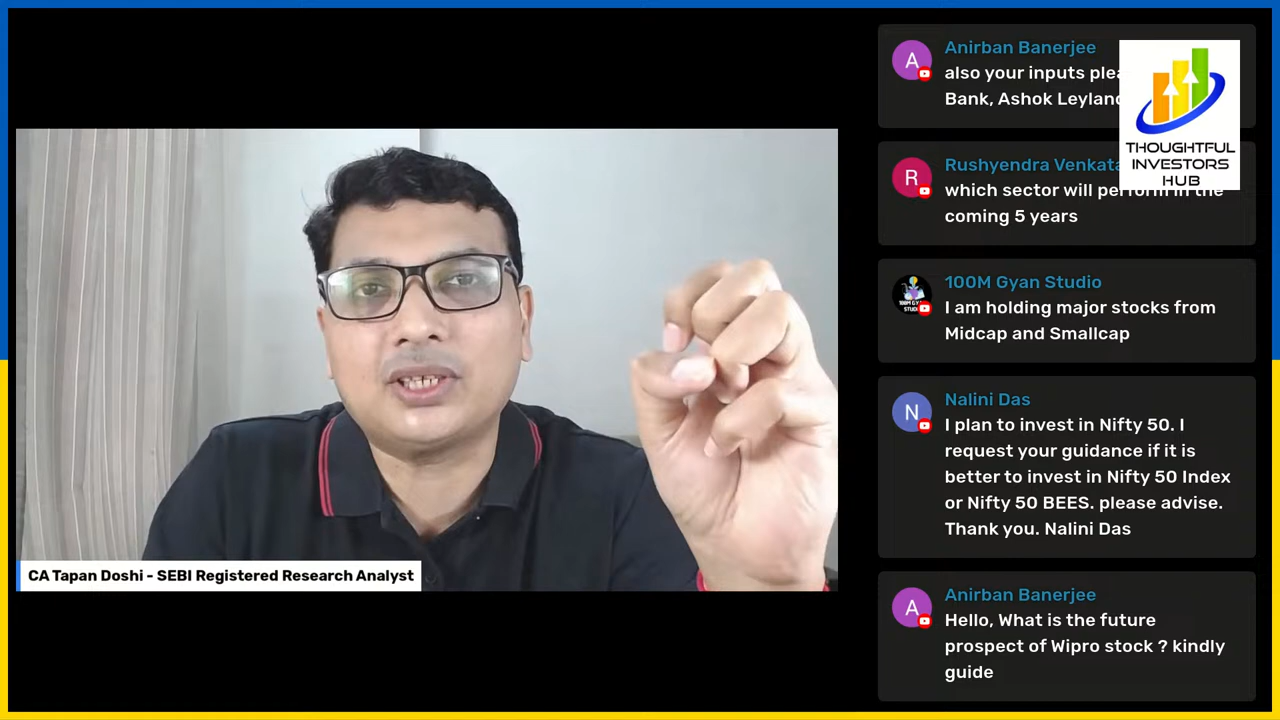 CA Tapan Doshi - SEBI Registered Research Analyst
Anirban Banerjee
also your inputs
Bank, Ashok
Rushyendra
which sector will perform in the
coming 5 years
100M Gyan Studio
I am holding major stocks from
Midcap and Smallcap
Nalini Das
I plan to invest in Nifty 50. I
request your guidance if it is
better to invest in Nifty 50 Index
or Nifty 50 BEES. please advise.
Thank you. Nalini Das
Anirban Banerjee
Hello, What is the future
prospect of Wipro stock ? kindly
guide
THOUGHTFUL
INVESTORS
HUB
A
R
N
A